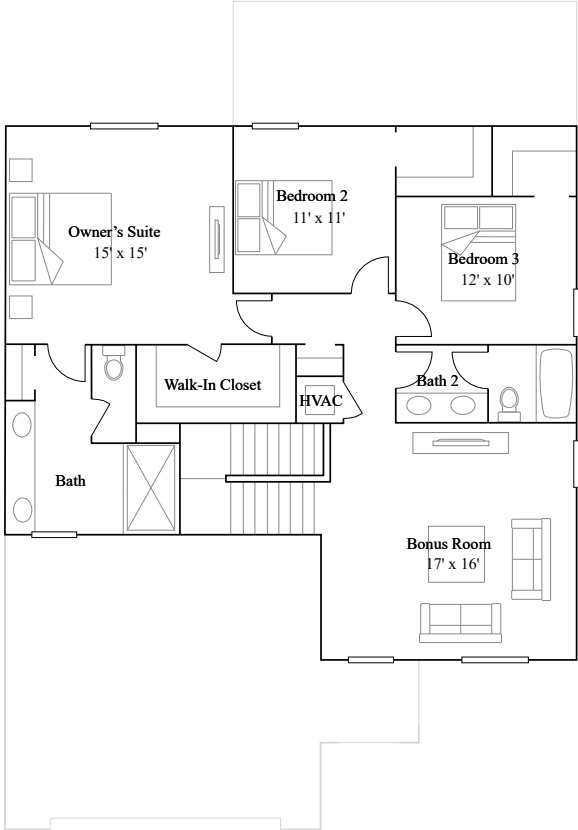 Bedroom 2
11' x 11'
Owner’s Suite
15' x 15'
Bedroom 3
12' x 10'
Walk-In Closet
Bath 2
HVAC
Bath
Bonus Room
17' x 16'